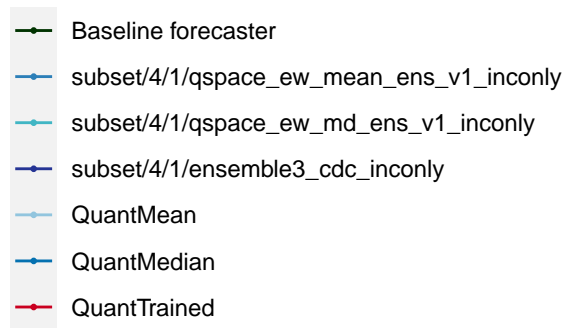 Baseline forecaster
subset/4/1/qspace_ew_mean_ens_v1_inconly
subset/4/1/qspace_ew_md_ens_v1_inconly
subset/4/1/ensemble3_cdc_inconly
QuantMean
QuantMedian
QuantTrained